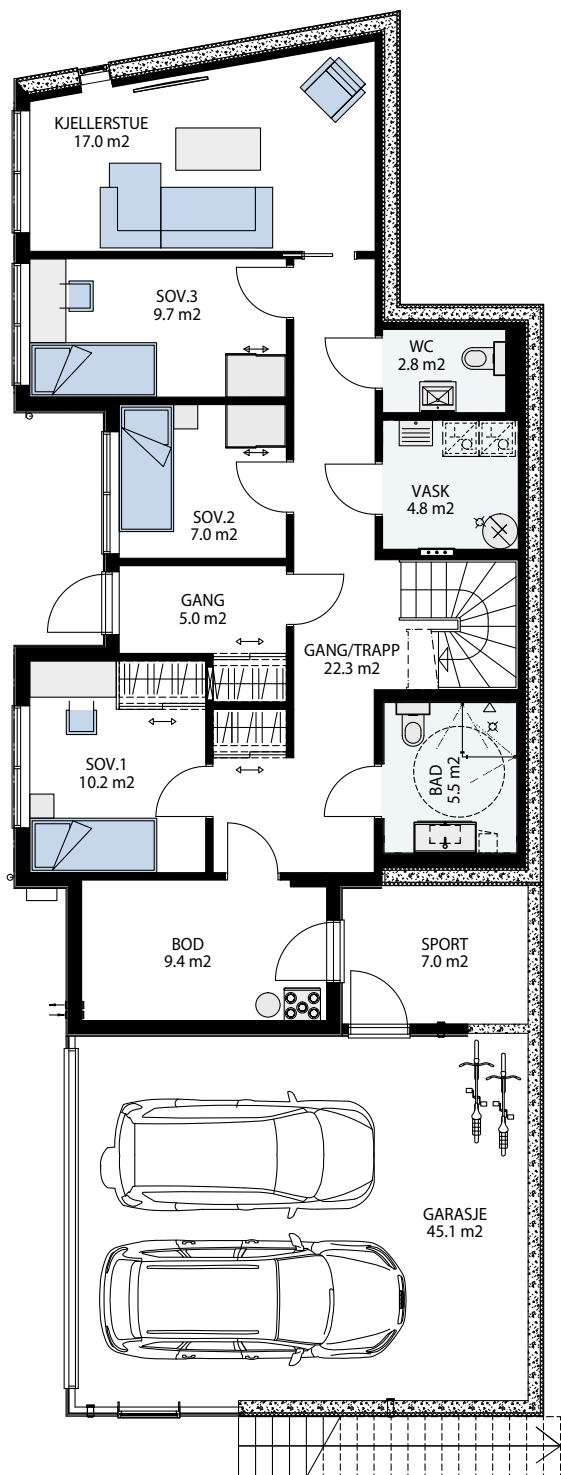 KJELLERSTUE
17.0 m2
SOV.3
9.7 m2
WC
2.8 m2
VASK
4.8 m2
SOV.2
7.0 m2
GANG
5.0 m2
GANG/TRAPP
22.3 m2
SOV.1
10.2 m2
BAD
5.5 m2
BOD
9.4 m2
SPORT
7.0 m2
GARASJE
45.1 m2